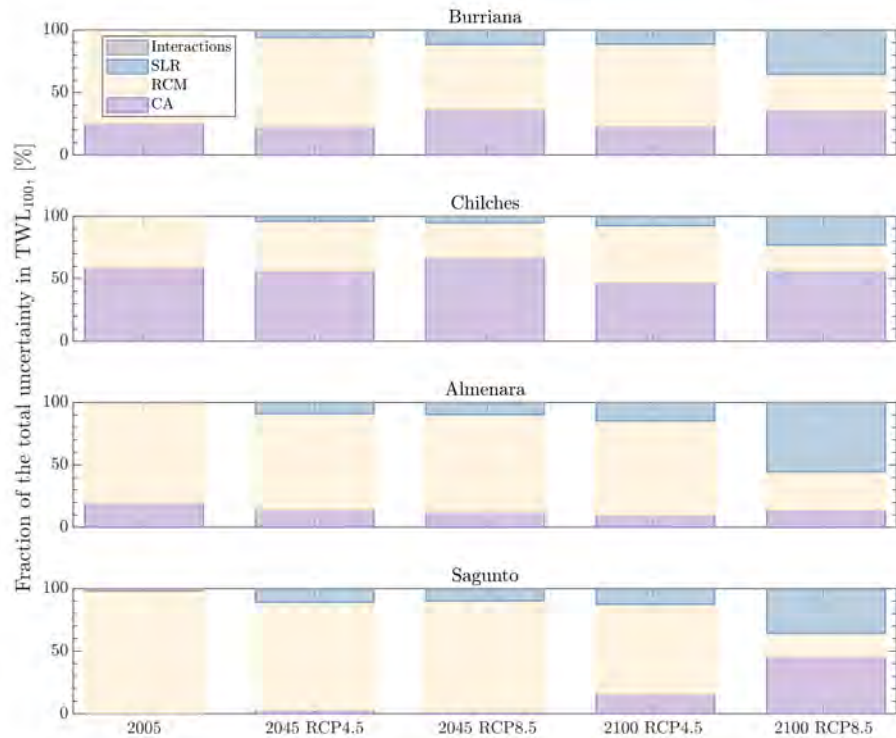 Burriana
100
50
0
Interactions
SLR
RCM
CA
Chilches
100
50
0
Almenara
100
50
0
Sagunto
100
50
0
2005
2045 RCP4.5
2045 RCP8.5
2100 RCP4.5
2100 RCP8.5
Fraction of the total uncertainty in TWL₁₀₀, [%]